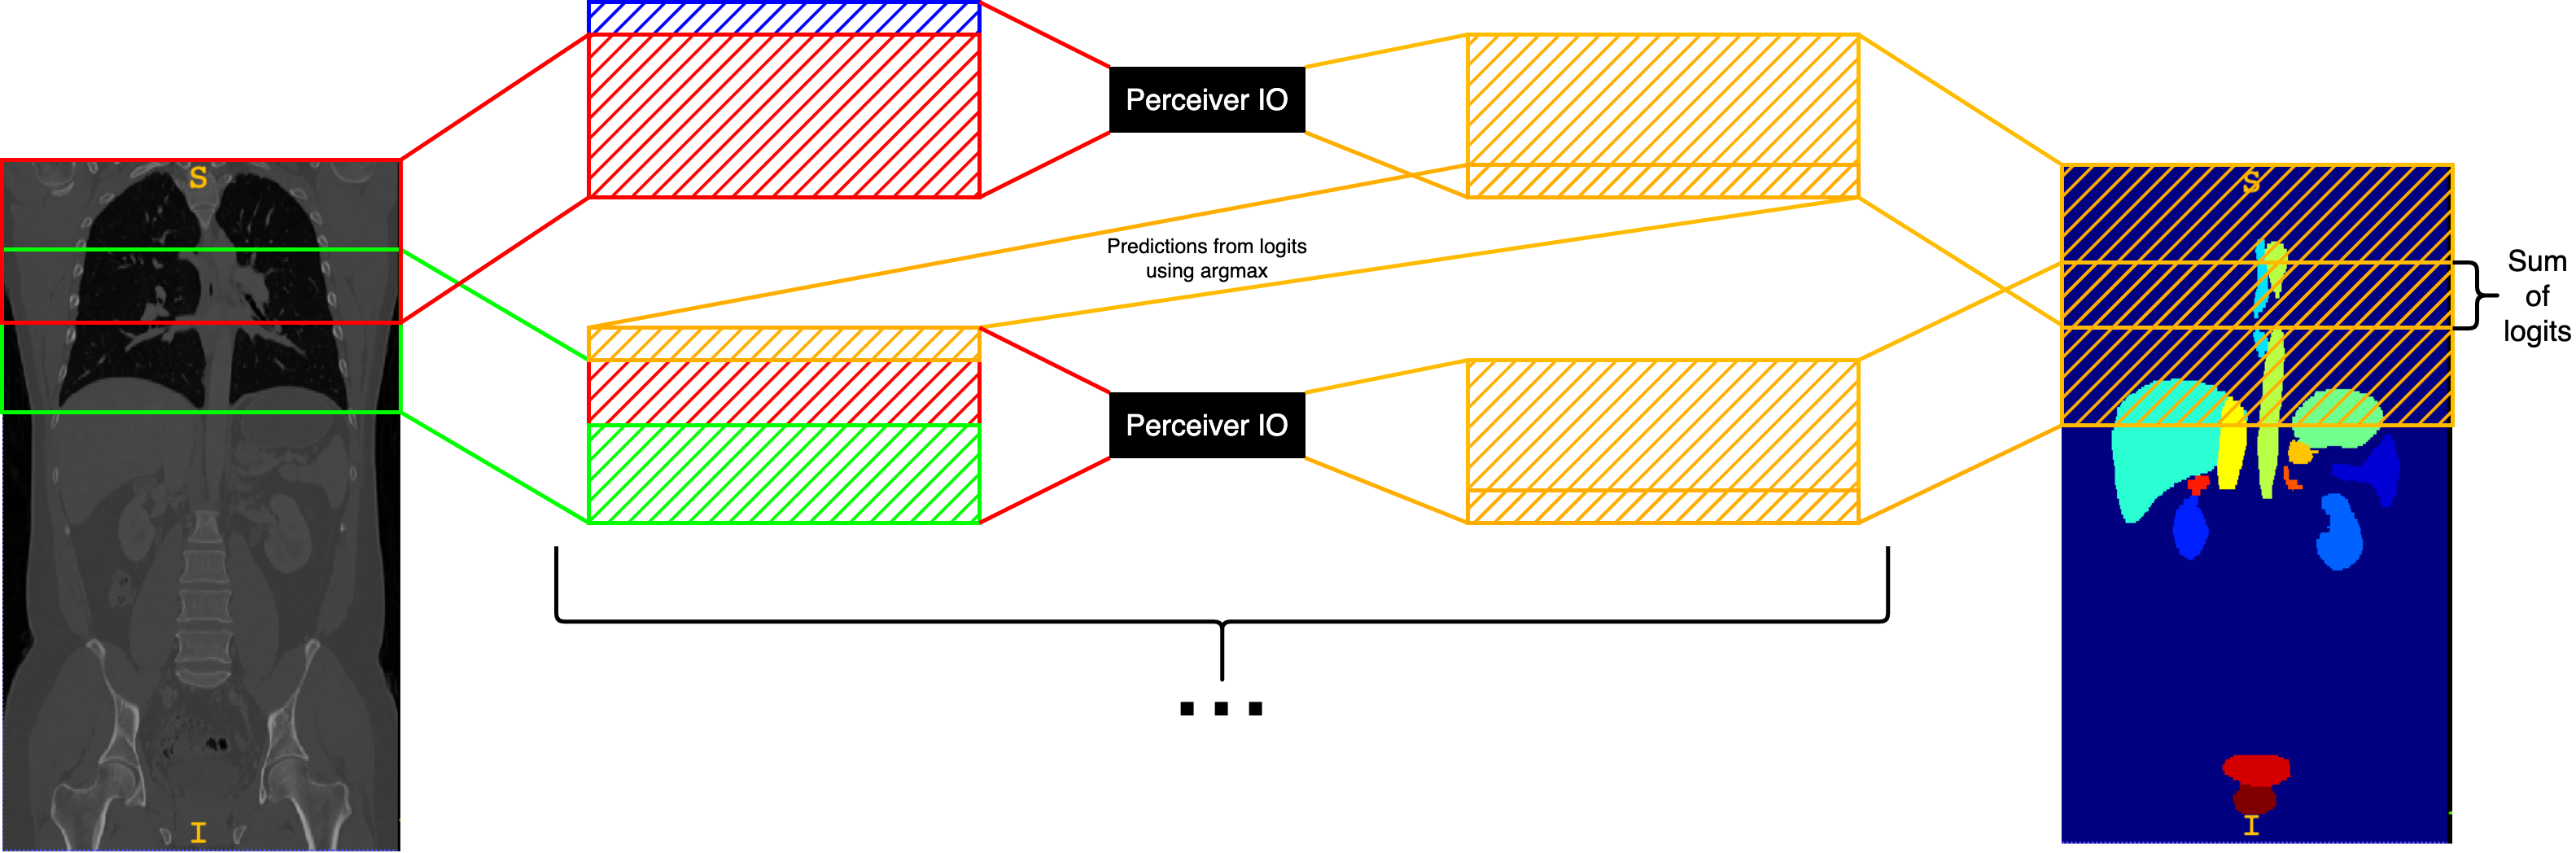 Perceiver IO
S
S
Predictions from logits
using argmax
Sum
of
logits
Perceiver IO
...
I
I